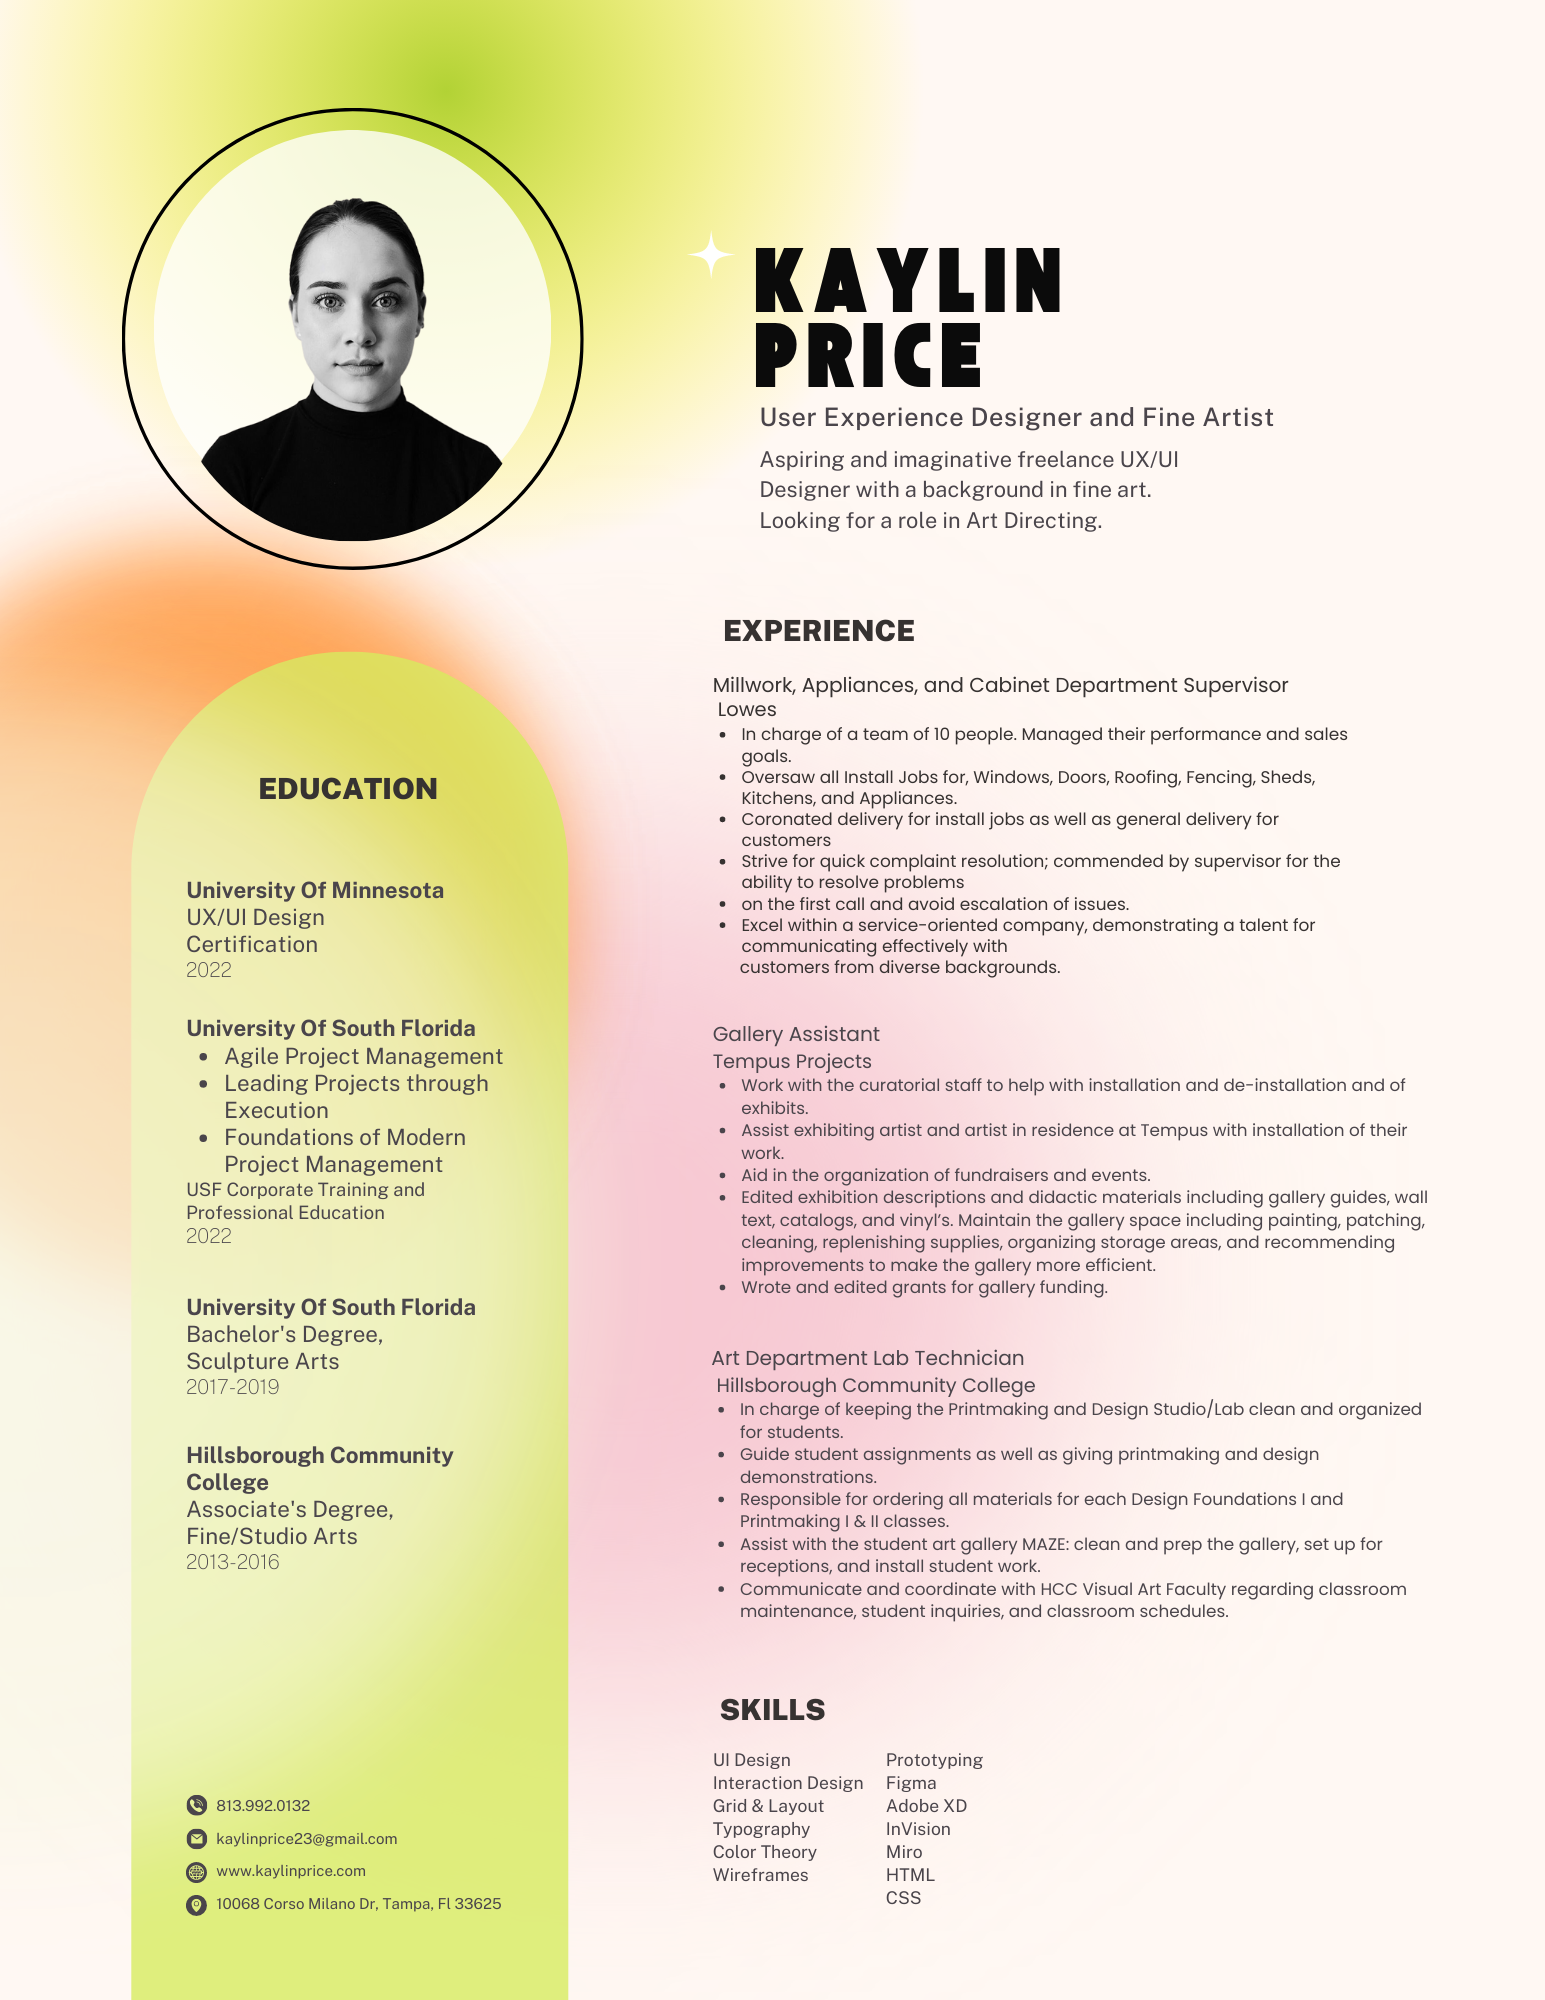 KAYLIN
PRICE
User Experience Designer and Fine Artist
Aspiring and imaginative freelance UX/UI
Designer with a background in fine art.
Looking for a role in Art Directing.
EDUCATION
University Of Minnesota
UX/UI Design
Certification
2022
University Of South Florida
• Agile Project Management
• Leading Projects through
Execution
• Foundations of Modern
Project Management
USF Corporate Training and
Professional Education
2022
University Of South Florida
Bachelor's Degree,
Sculpture Arts
2017-2019
Hillsborough Community
College
Associate's Degree,
Fine/Studio Arts
2013-2016
813.992.0132
kaylinprice23@gmail.com
www.kaylinprice.com
10068 Corso Milano Dr, Tampa, Fl 33625
EXPERIENCE
Millwork, Appliances, and Cabinet Department Supervisor
Lowes
• In charge of a team of 10 people. Managed their performance and sales
goals.
• Oversaw all Install Jobs for, Windows, Doors, Roofing, Fencing, Sheds,
Kitchens, and Appliances.
• Coronated delivery for install jobs as well as general delivery for
customers
• Strive for quick complaint resolution; commended by supervisor for the
ability to resolve problems
• on the first call and avoid escalation of issues.
• Excel within a service-oriented company, demonstrating a talent for
communicating effectively with
customers from diverse backgrounds.
Gallery Assistant
Tempus Projects
• Work with the curatorial staff to help with installation and de-installation and of
exhibits.
• Assist exhibiting artist and artist in residence at Tempus with installation of their
work.
• Aid in the organization of fundraisers and events.
• Edited exhibition descriptions and didactic materials including gallery guides, wall
text, catalogs, and vinyl’s. Maintain the gallery space including painting, patching,
cleaning, replenishing supplies, organizing storage areas, and recommending
improvements to make the gallery more efficient.
• Wrote and edited grants for gallery funding.
Art Department Lab Technician
Hillsborough Community College
• In charge of keeping the Printmaking and Design Studio/Lab clean and organized
for students.
• Guide student assignments as well as giving printmaking and design
demonstrations.
• Responsible for ordering all materials for each Design Foundations I and
Printmaking I & II classes.
• Assist with the student art gallery MAZE: clean and prep the gallery, set up for
receptions, and install student work.
• Communicate and coordinate with HCC Visual Art Faculty regarding classroom
maintenance, student inquiries, and classroom schedules.
SKILLS
UI Design
Interaction Design
Grid & Layout
Typography
Color Theory
Wireframes
Prototyping
Figma
Adobe XD
InVision
Miro
HTML
CSS